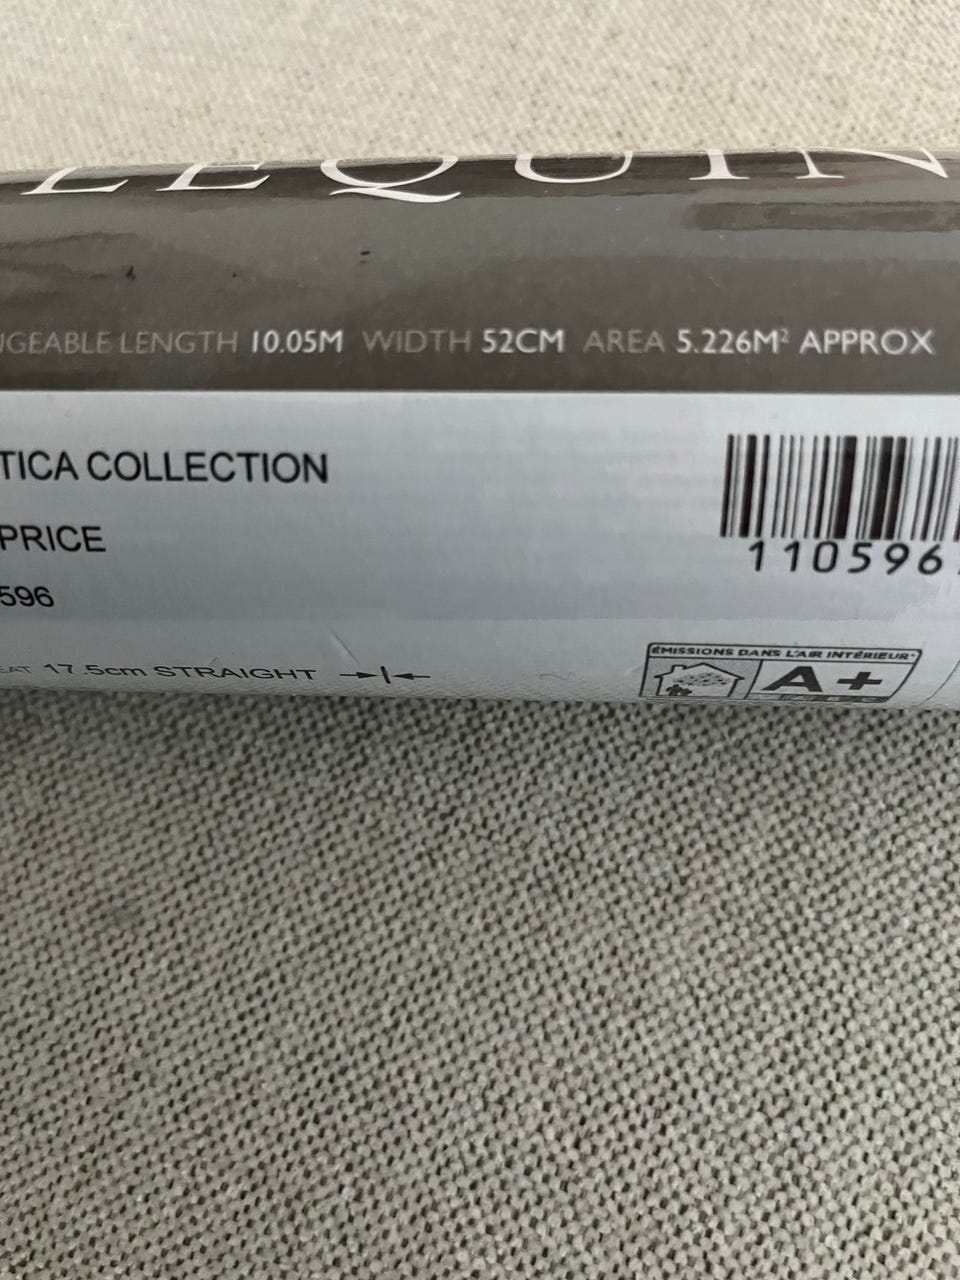 LEQUIN
GEABLE LENGTH 10.05M WIDTH 52CM AREA 5.226M² APPROX
TICA COLLECTION
PRICE
596
110596
EAT 17.5cm STRAIGHT
ÉMISSIONS DANS L'AIR INTÉRIEUR*
A+